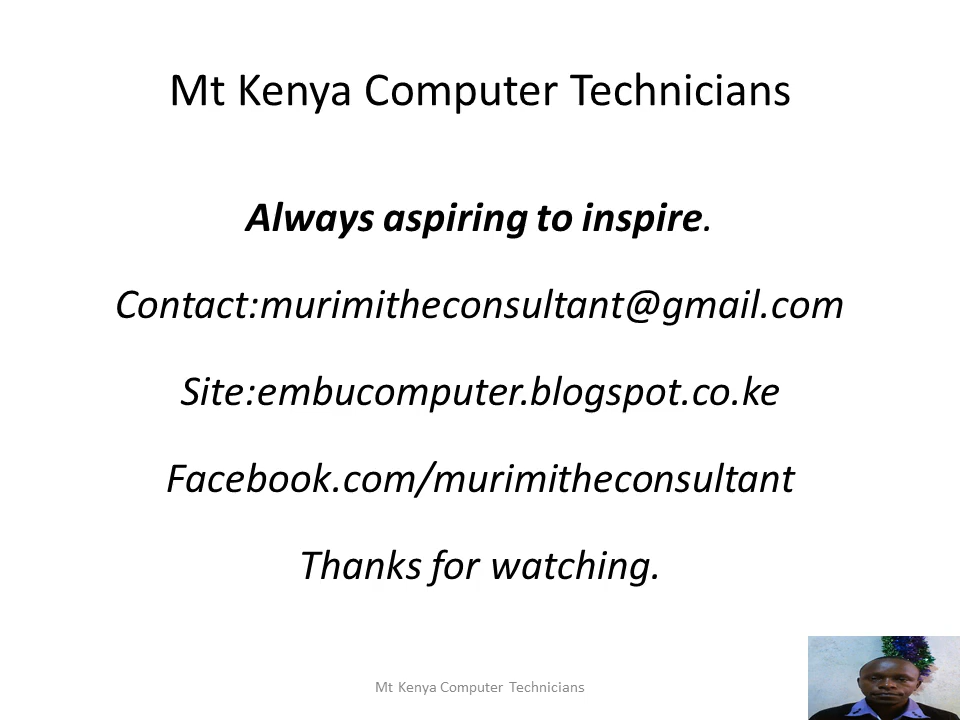 Mt Kenya Computer Technicians
Always aspiring to inspire.
Contact:murimitheconsultant@gmail.com
Site:embucomputer.blogspot.co.ke
Facebook.com/murimitheconsultant
Thanks for watching.
Mt Kenya Computer Technicians